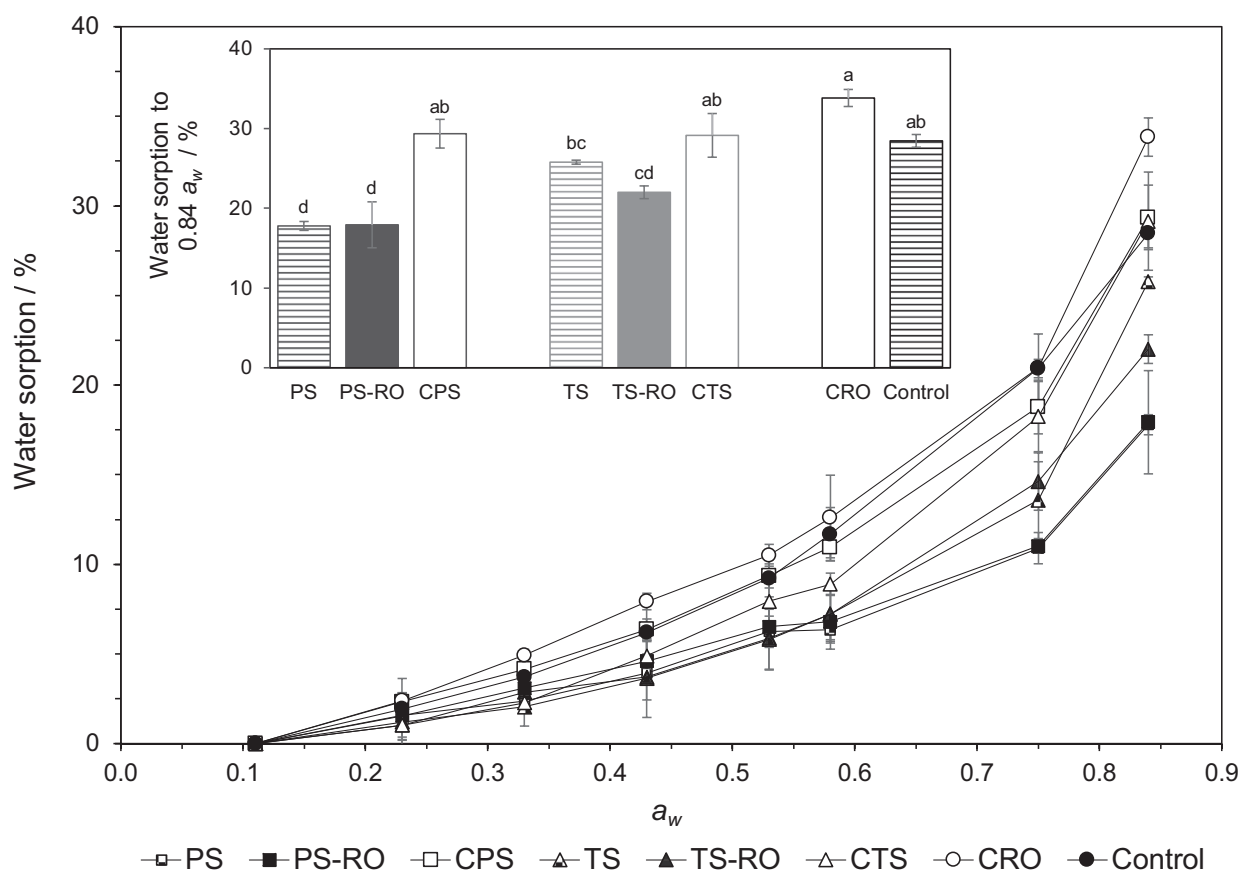 40
30
20
10
0
Water sorption / %
40
30
20
10
0
Water sorption to
0.84 a_w / %
d
d
ab
bc
cd
ab
a
ab
PS PS-RO CPS TS TS-RO CTS CRO Control
0.0 0.1 0.2 0.3 0.4 0.5 0.6 0.7 0.8 0.9
a_w
PS PS-RO CPS TS TS-RO CTS CRO Control